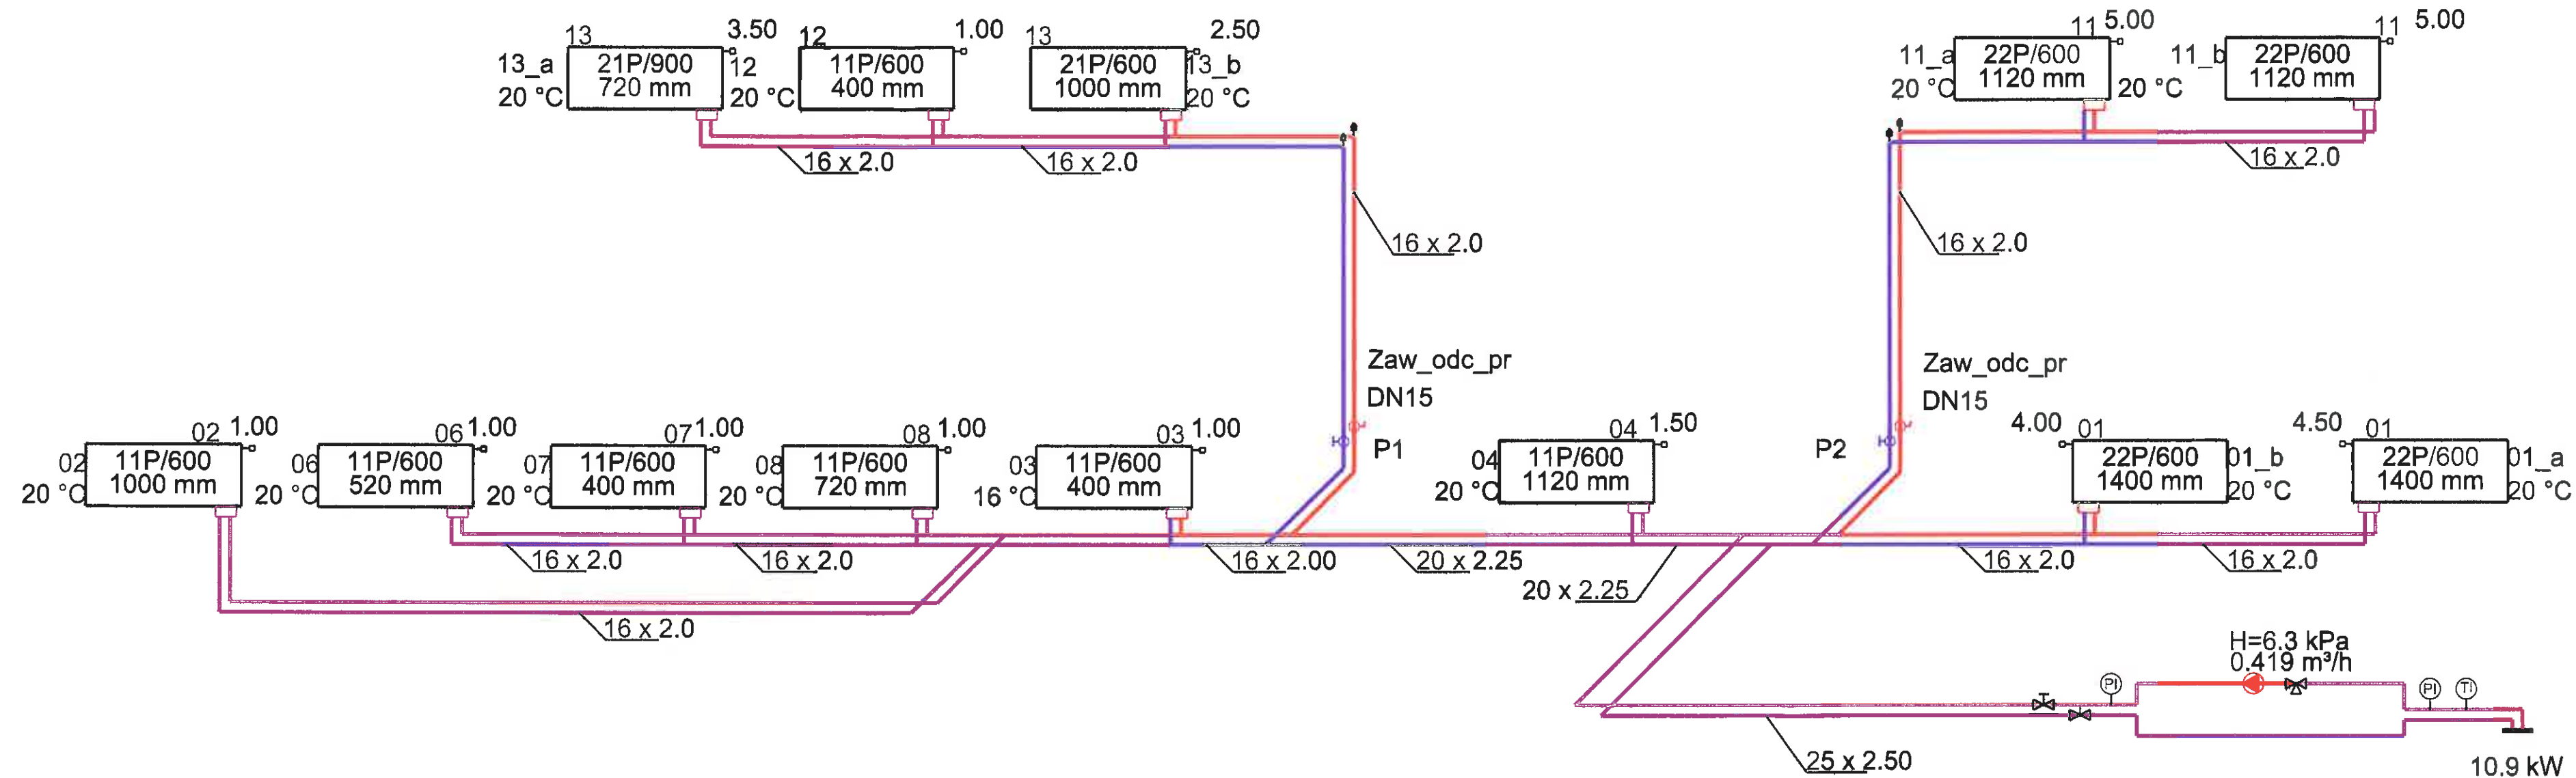 13
3.50
13_a
20 °C
21P/900
720 mm
12
1.00
12
20 °C
11P/600
400 mm
13
2.50
21P/600
1000 mm
13_b
20 °C
16 x 2.0
16 x 2.0
16 x 2.0
11
5.00
11_a
20 °C
22P/600
1120 mm
20 °C
11
5.00
11_b
22P/600
1120 mm
16 x 2.0
16 x 2.0
Zaw_odc_pr
DN15
P1
Zaw_odc_pr
DN15
P2
02
1.00
02
20 °C
11P/600
1000 mm
06
1.00
06
20 °C
11P/600
520 mm
07
1.00
07
20 °C
11P/600
400 mm
08
1.00
08
20 °C
11P/600
720 mm
03
1.00
03
16 °C
11P/600
400 mm
04
1.50
04
20 °C
11P/600
1120 mm
4.00
01
22P/600
1400 mm
01_b
20 °C
4.50
01
22P/600
1400 mm
01_a
20 °C
16 x 2.0
16 x 2.0
16 x 2.00
20 x 2.25
20 x 2.25
16 x 2.0
16 x 2.0
16 x 2.0
H=6.3 kPa
0.419 m³/h
PI
PI
TI
25 x 2.50
10.9 kW